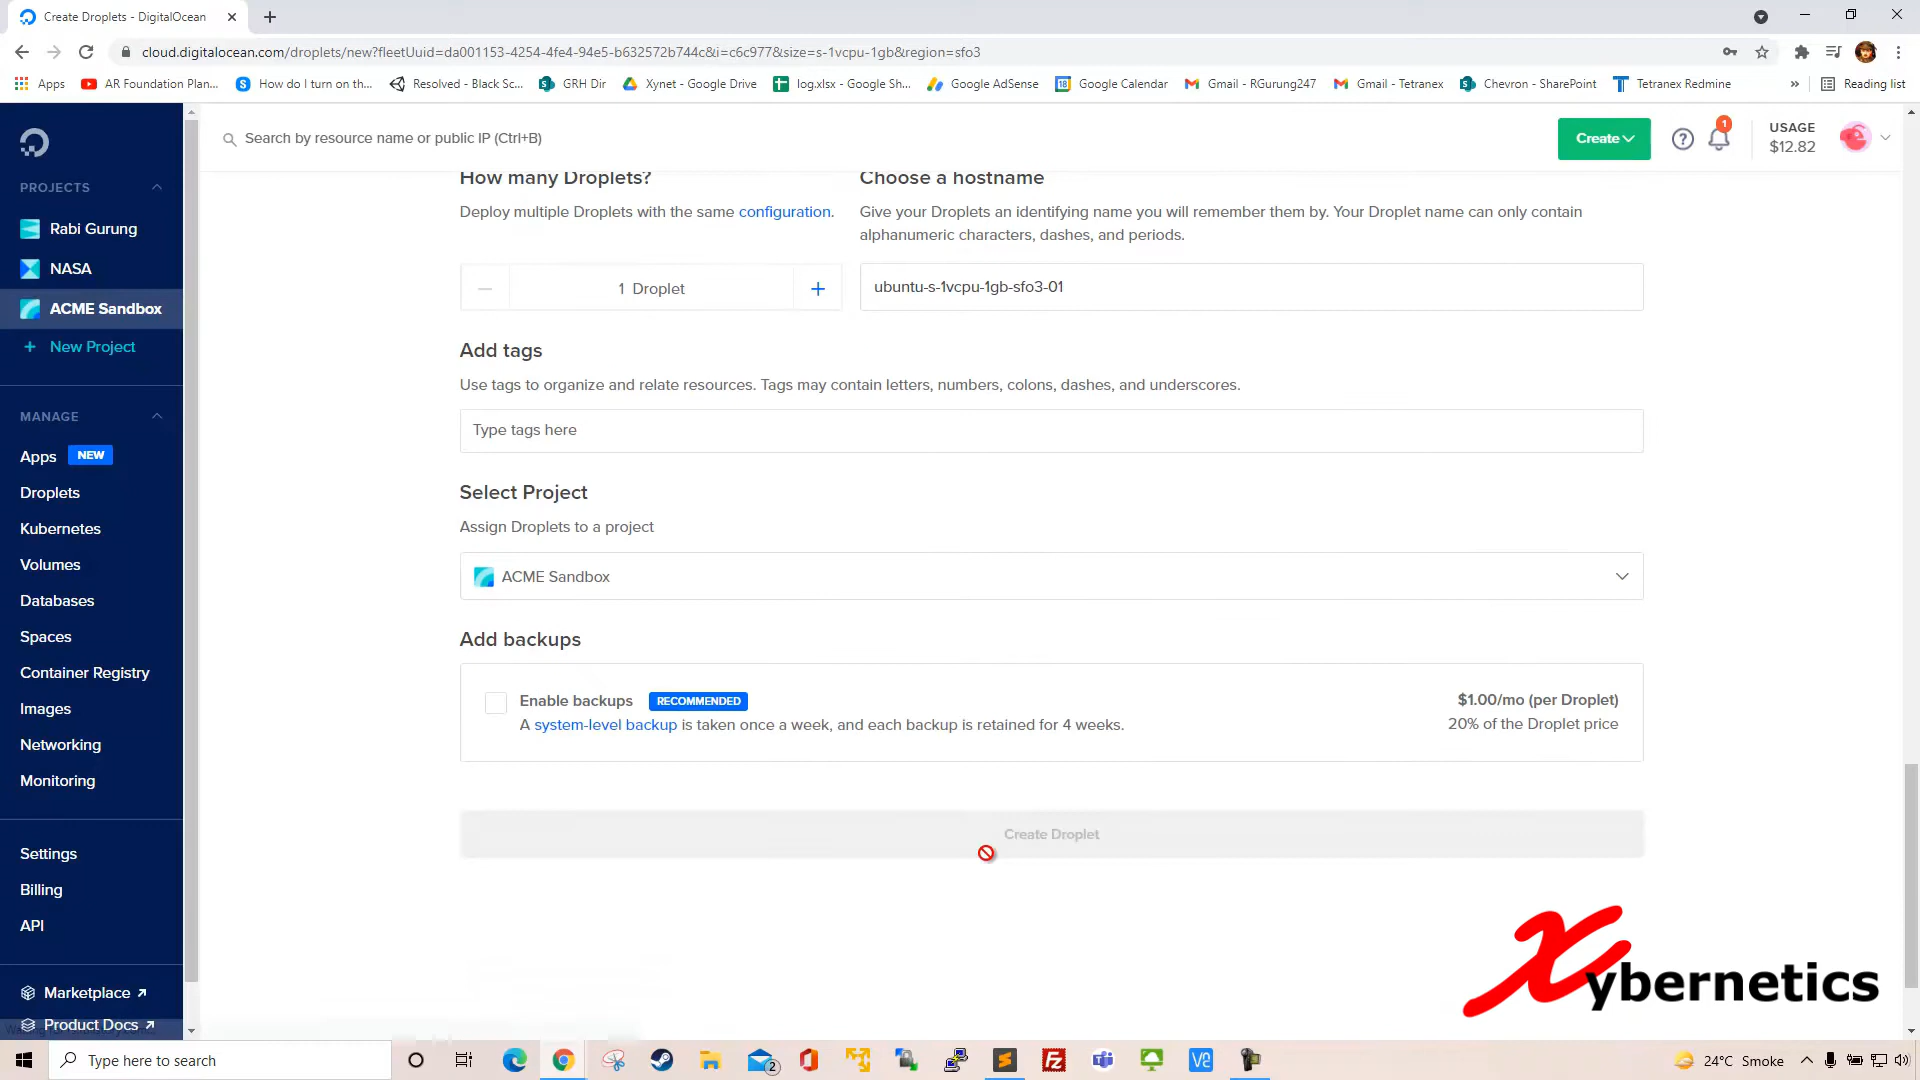 Create Droplets - DigitalOcean
cloud.digitalocean.com/droplets/new?fleetUuid=da001153-4254-4fe4-94e5-b632572b744c&i=c6c977&size=s-1vcpu-1gb&region=sfo3
Apps AR Foundation Plan... How do I turn on th... Resolved - Black Sc... GRH Dir Xynet - Google Drive log.xlsx - Google Sh... Google AdSense Google Calendar Gmail - RGurung247 Gmail - Tetranex Chevron - SharePoint Tetranex Redmine » Reading list
Search by resource name or public IP (Ctrl+B)
Create
1
USAGE
$12.82
PROJECTS
Rabi Gurung
NASA
ACME Sandbox
+ New Project
MANAGE
Apps NEW
Droplets
Kubernetes
Volumes
Databases
Spaces
Container Registry
Images
Networking
Monitoring
Settings
Billing
API
Marketplace
Product Docs
How many Droplets?
Deploy multiple Droplets with the same configuration.
1 Droplet
Choose a hostname
Give your Droplets an identifying name you will remember them by. Your Droplet name can only contain
alphanumeric characters, dashes, and periods.
ubuntu-s-1vcpu-1gb-sfo3-01
Add tags
Use tags to organize and relate resources. Tags may contain letters, numbers, colons, dashes, and underscores.
Type tags here
Select Project
Assign Droplets to a project
ACME Sandbox
Add backups
Enable backups RECOMMENDED
A system-level backup is taken once a week, and each backup is retained for 4 weeks.
$1.00/mo (per Droplet)
20% of the Droplet price
Create Droplet
Xybernetics
Type here to search
2
24°C Smoke